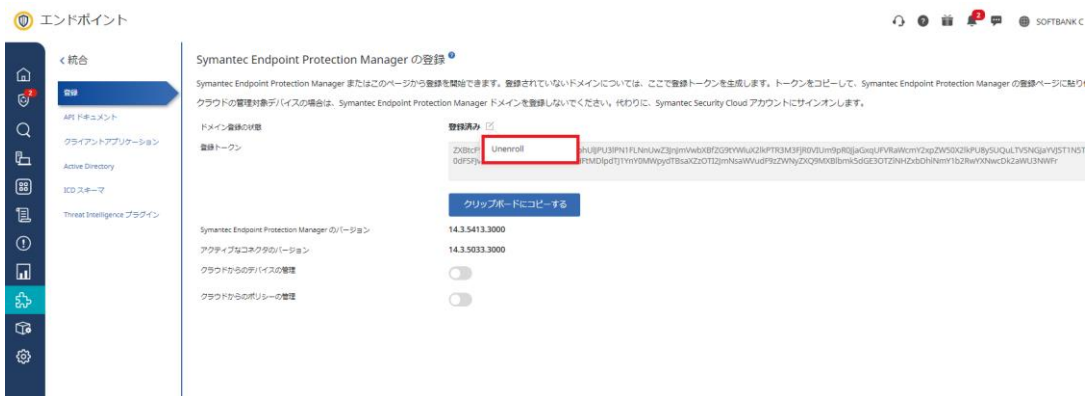 エンドポイント
2
SOFTBANK C
2
<統合
登録
API ドキュメント
クライアントアプリケーション
Active Directory
ICD スキーマ
Threat Intelligence プラグイン
Symantec Endpoint Protection Manager の登録 ?
Symantec Endpoint Protection Manager またはこのページから登録を開始できます。登録されていないドメインについては、ここで登録トークンを生成します。トークンをコピーして、Symantec Endpoint Protection Manager の登録ページに貼り
クラウドの管理対象デバイスの場合は、Symantec Endpoint Protection Manager ドメインを登録しないでください。代わりに、Symantec Security Cloud アカウントにサインオンします。
ドメイン登録の状態 登録済み
登録トークン
Unenroll
クリップボードにコピーする
Symantec Endpoint Protection Manager のバージョン 14.3.5413.3000
アクティブなコネクタのバージョン 14.3.5033.3000
クラウドからのデバイスの管理
クラウドからのポリシーの管理